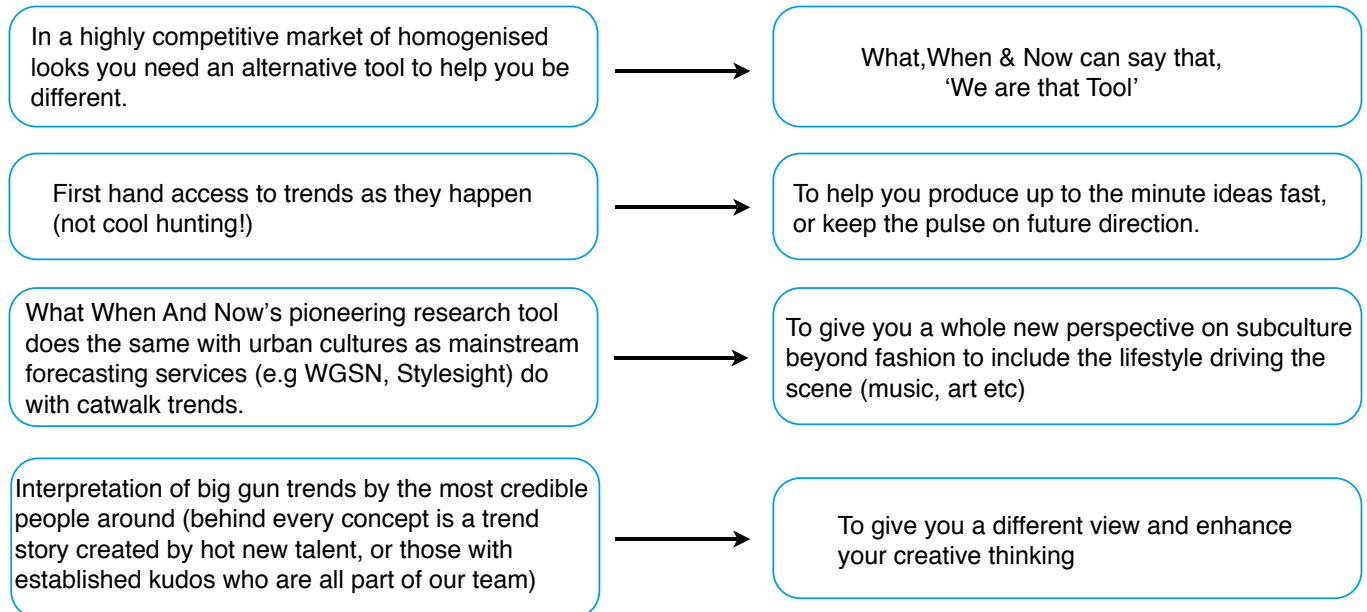 In a highly competitive market of homogenised
looks you need an alternative tool to help you be
different.
What,When & Now can say that,
‘We are that Tool’
First hand access to trends as they happen
(not cool hunting!)
To help you produce up to the minute ideas fast,
or keep the pulse on future direction.
What When And Now’s pioneering research tool
does the same with urban cultures as mainstream
forecasting services (e.g WGSN, Stylesight) do
with catwalk trends.
To give you a whole new perspective on subculture
beyond fashion to include the lifestyle driving the
scene (music, art etc)
Interpretation of big gun trends by the most credible
people around (behind every concept is a trend
story created by hot new talent, or those with
established kudos who are all part of our team)
To give you a different view and enhance
your creative thinking